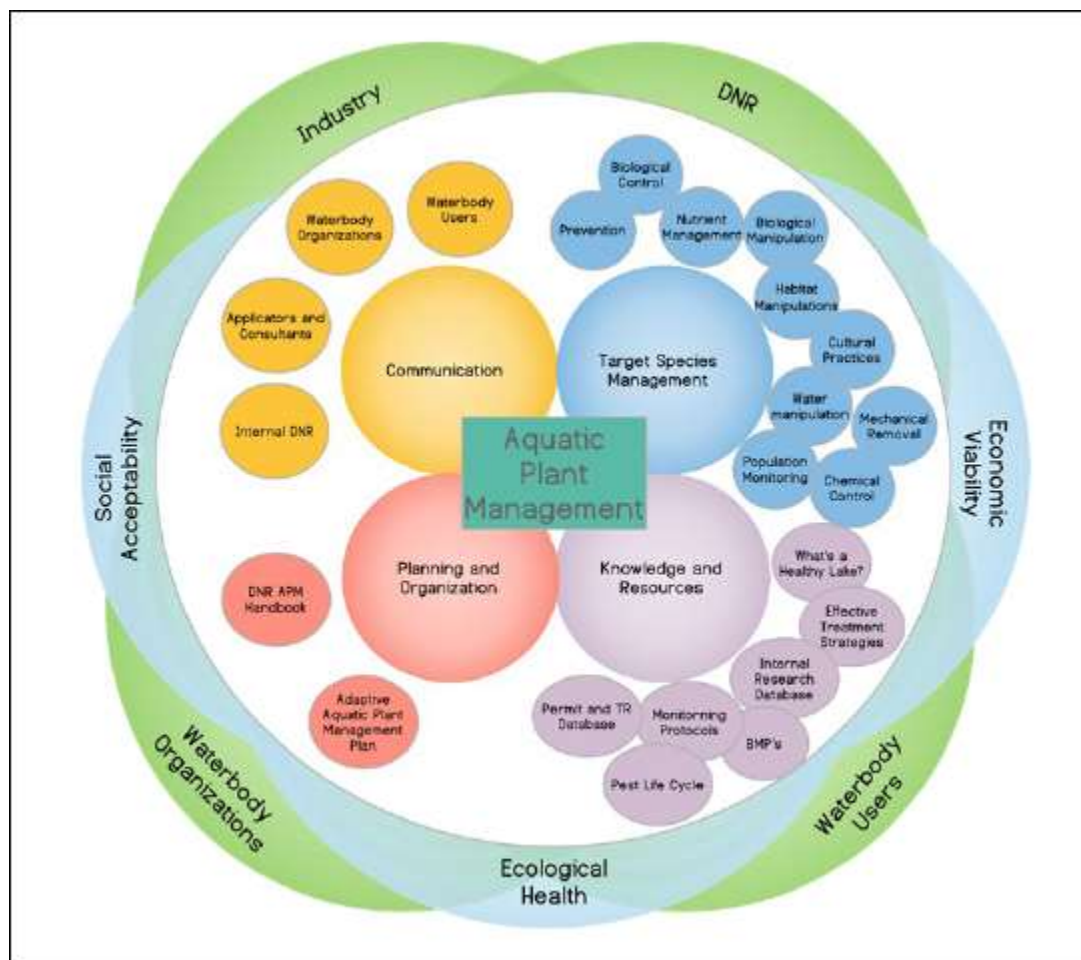 Industry
DNR
Biological
Control
Waterbody
Users
Waterbody
Organizations
Prevention
Nutrient
Management
Biological
Manipulation
Habitat
Manipulations
Applicators and
Consultants
Cultural
Practices
Communication
Target Species
Management
Water
manipulation
Mechanical
Removal
Internal DNR
Population
Monitoring
Chemical
Control
Aquatic
Plant
Management
Social
Acceptability
Economic
Viability
Planning and
Organization
Knowledge and
Resources
What's a
Healthy Lake?
DNR APM
Handbook
Effective
Treatment
Strategies
Internal
Research
Database
Adaptive
Aquatic Plant
Management
Plan
Permit and TR
Database
Monitorning
Protocols
BMP's
Pest Life Cycle
Waterbody
Organizations
Waterbody
Users
Ecological
Health